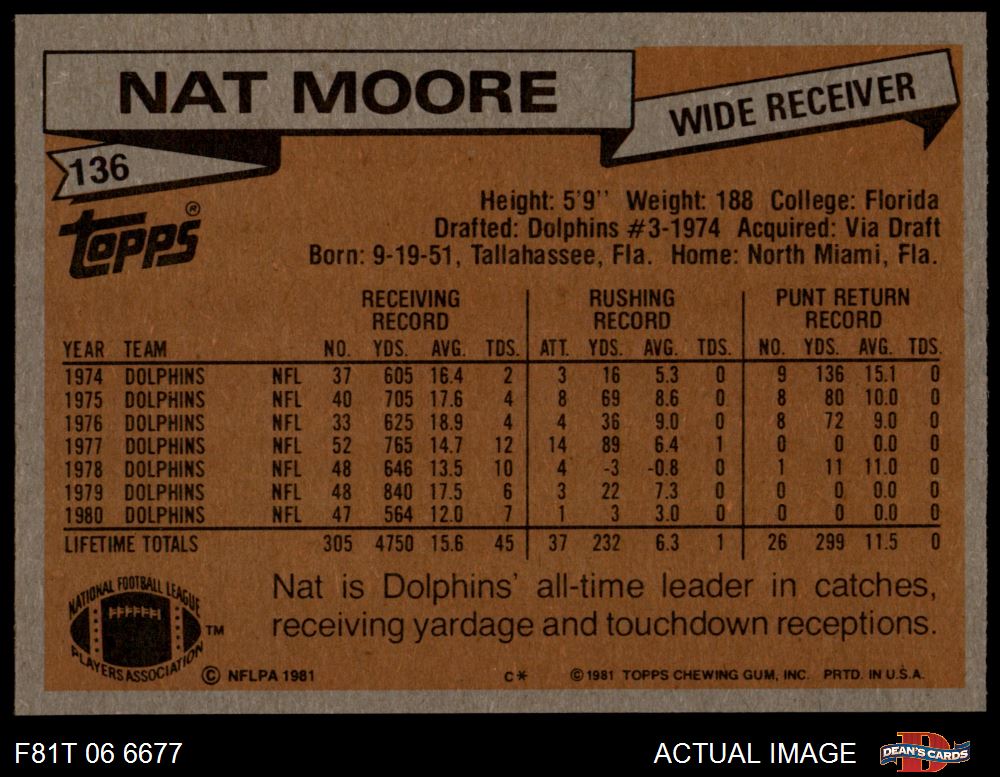 NAT MOORE
WIDE RECEIVER
136
Topps®
Height: 5'9'' Weight: 188 College: Florida
Drafted: Dolphins #3-1974 Acquired: Via Draft
Born: 9-19-51, Tallahassee, Fla. Home: North Miami, Fla.
RECEIVING RECORD RUSHING RECORD PUNT RETURN RECORD
YEAR TEAM NO. YDS. AVG. TDS. ATT. YDS. AVG. TDS. NO. YDS. AVG. TDS.
1974 DOLPHINS NFL 37 605 16.4 2 3 16 5.3 0 9 136 15.1 0
1975 DOLPHINS NFL 40 705 17.6 4 8 69 8.6 0 8 80 10.0 0
1976 DOLPHINS NFL 33 625 18.9 4 4 36 9.0 0 8 72 9.0 0
1977 DOLPHINS NFL 52 765 14.7 12 14 89 6.4 1 0 0 0.0 0
1978 DOLPHINS NFL 48 646 13.5 10 4 -3 -0.8 0 1 11 11.0 0
1979 DOLPHINS NFL 48 840 17.5 6 3 22 7.3 0 0 0 0.0 0
1980 DOLPHINS NFL 47 564 12.0 7 1 3 3.0 0 0 0 0.0 0
LIFETIME TOTALS 305 4750 15.6 45 37 232 6.3 1 26 299 11.5 0
Nat is Dolphins' all-time leader in catches,
receiving yardage and touchdown receptions.
NATIONAL FOOTBALL LEAGUE
PLAYERS ASSOCIATION
TM
© NFLPA 1981 C* © 1981 TOPPS CHEWING GUM, INC. PRTD. IN U.S.A.
F81T 06 6677 ACTUAL IMAGE D DEAN'S CARDS